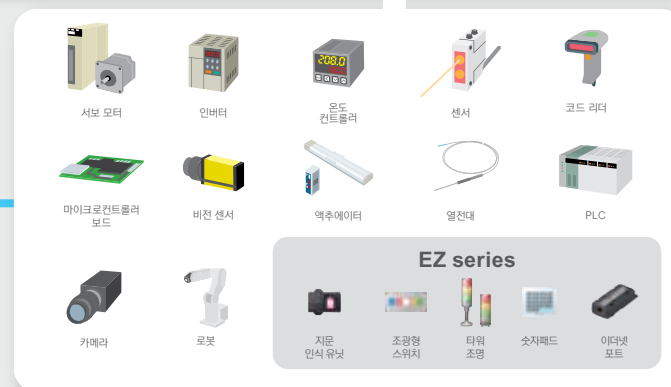 서보 모터
인버터
208.0
온도
컨트롤러
센서
코드 리더
마이크로컨트롤러
보드
비전 센서
액추에이터
열전대
PLC
카메라
로봇
EZ series
지문
인식 유닛
조광형
스위치
타워
조명
숫자패드
이더넷
포트